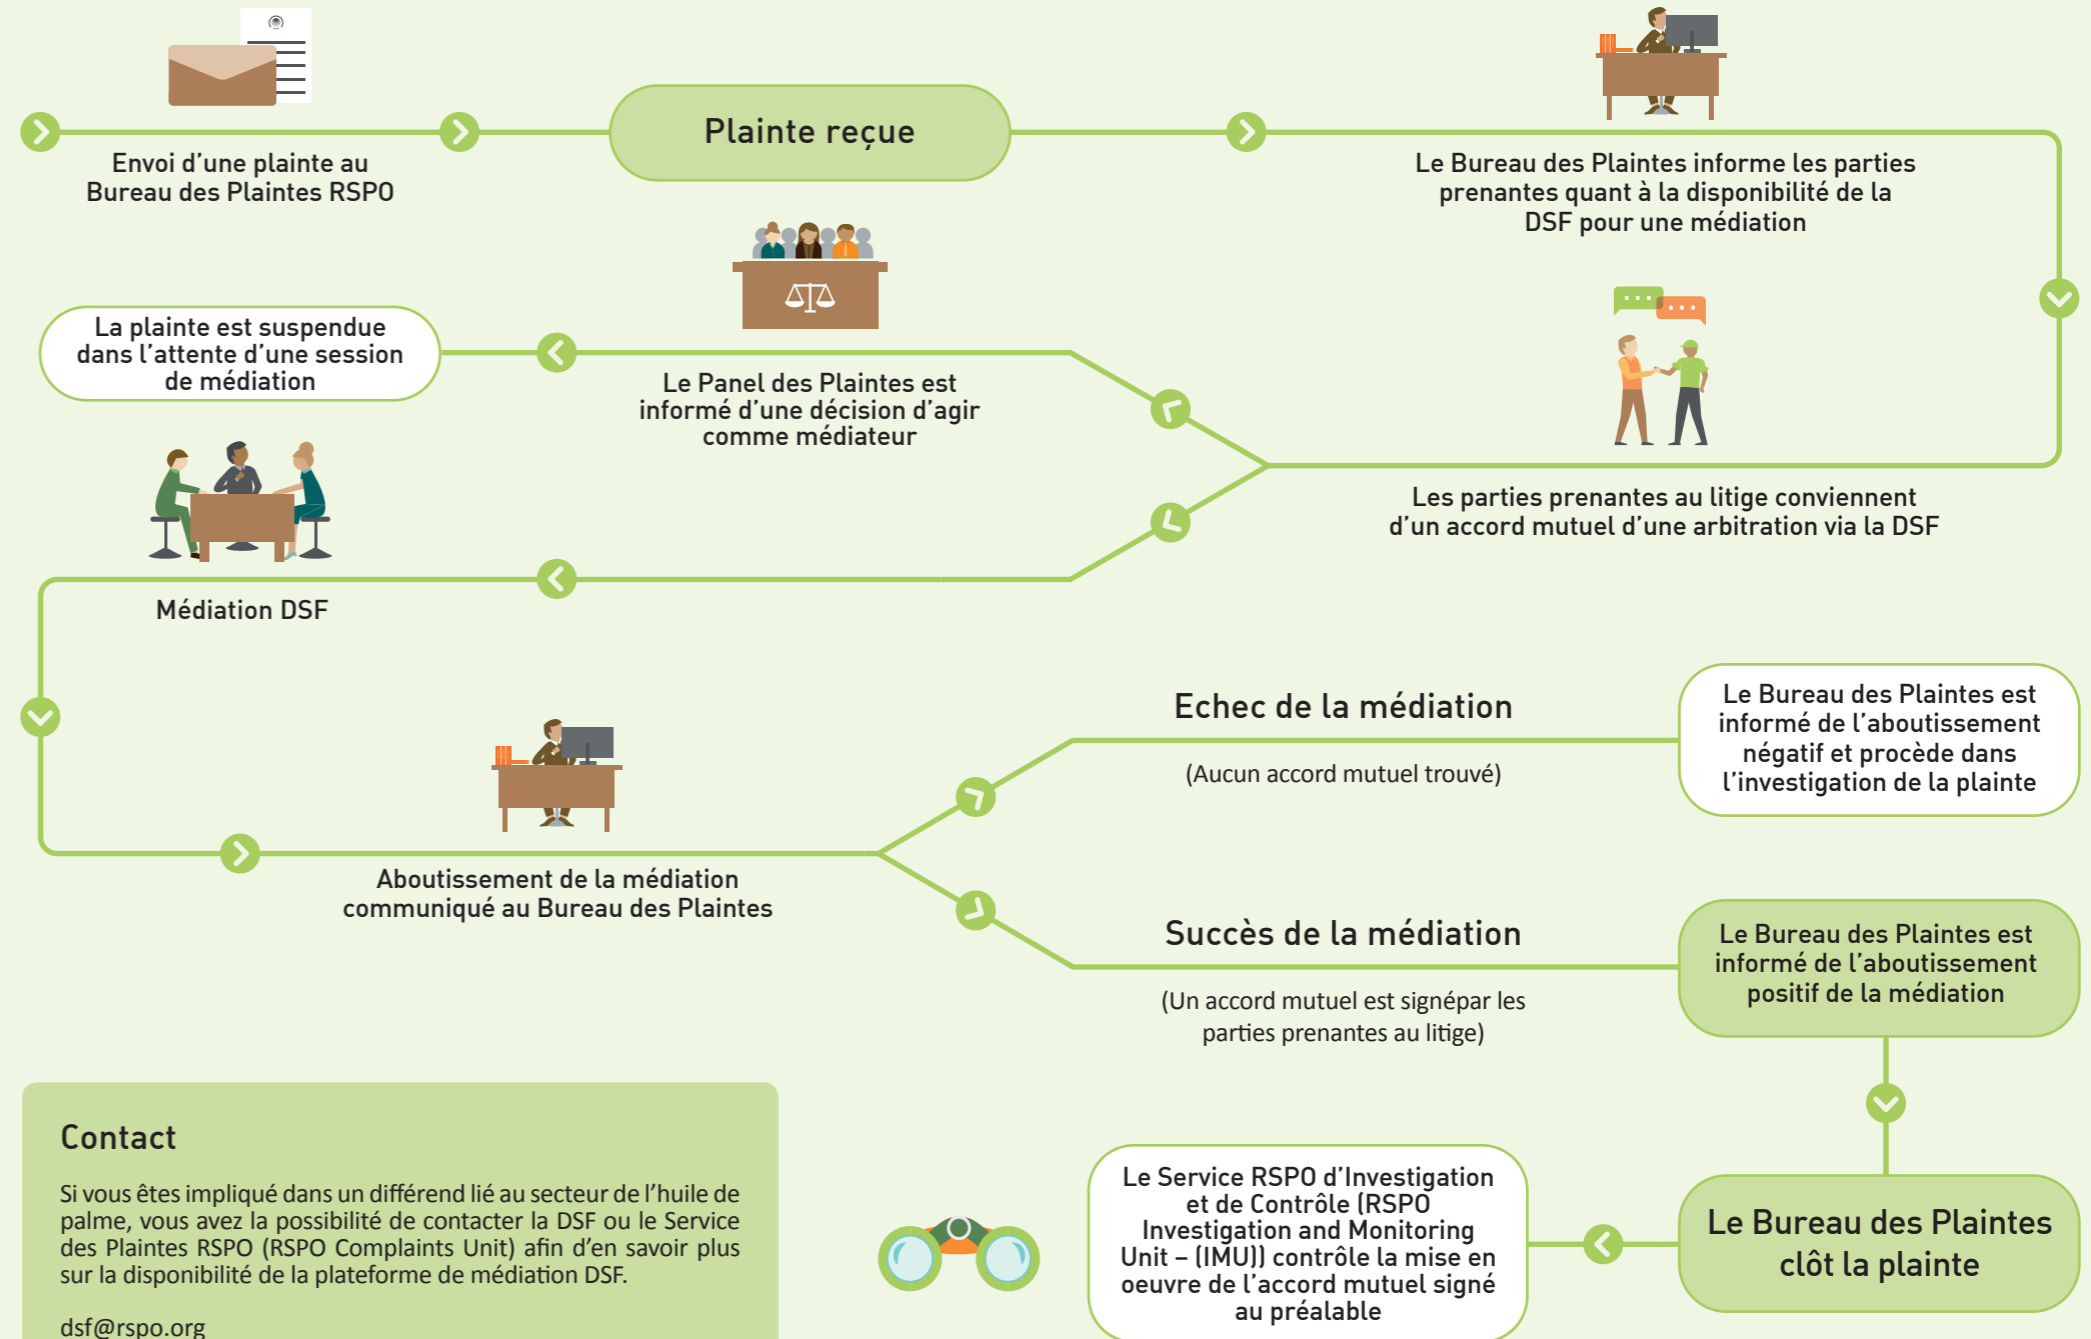 Envoi d'une plainte au
Bureau des Plaintes RSPO
Plainte reçue
Le Bureau des Plaintes informe les parties
prenantes quant à la disponibilité de la
DSF pour une médiation
Les parties prenantes au litige conviennent
d'un accord mutuel d'une arbitration via la DSF
Le Panel des Plaintes est
informé d'une décision d'agir
comme médiateur
La plainte est suspendue
dans l'attente d'une session
de médiation
Médiation DSF
Aboutissement de la médiation
communiqué au Bureau des Plaintes
Echec de la médiation
(Aucun accord mutuel trouvé)
Le Bureau des Plaintes est
informé de l'aboutissement
négatif et procède dans
l'investigation de la plainte
Succès de la médiation
(Un accord mutuel est signépar les
parties prenantes au litige)
Le Bureau des Plaintes est
informé de l'aboutissement
positif de la médiation
Le Bureau des Plaintes
clôt la plainte
Le Service RSPO d'Investigation
et de Contrôle (RSPO
Investigation and Monitoring
Unit – (IMU)) contrôle la mise en
oeuvre de l'accord mutuel signé
au préalable
Contact
Si vous êtes impliqué dans un différend lié au secteur de l'huile de
palme, vous avez la possibilité de contacter la DSF ou le Service
des Plaintes RSPO (RSPO Complaints Unit) afin d'en savoir plus
sur la disponibilité de la plateforme de médiation DSF.
dsf@rspo.org